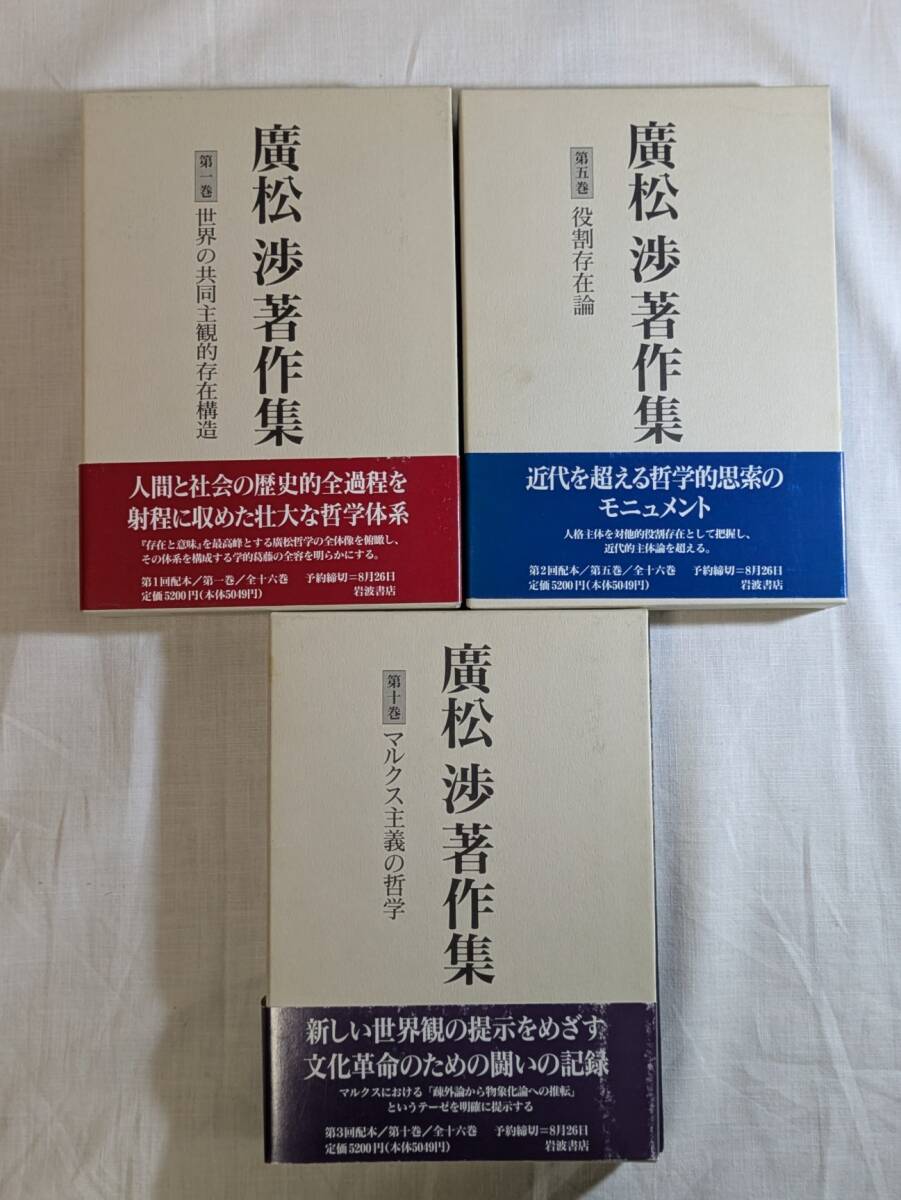 廣松 渉著作集
第一巻
世界の共同主観的存在構造
人間と社会の歴史的全過程を
射程に収めた壮大な哲学体系
『存在と意味』を最高峰とする廣松哲学の全体像を俯瞰し、
その体系を構成する学的葛藤の全容を明らかにする。
第1回配本/第一巻/全十六巻 予約締切=8月26日
定価5200円(本体5049円) 岩波書店
廣松 渉著作集
第五巻
役割存在論
近代を超える哲学的思索の
モニュメント
人格主体を対他的役割存在として把握し、
近代的主体論を超える。
第2回配本/第五巻/全十六巻 予約締切=8月26日
定価5200円(本体5049円) 岩波書店
廣松 渉著作集
第十巻
マルクス主義の哲学
新しい世界観の提示をめざす
文化革命のための闘いの記録
マルクスにおける「疎外論から物象化論への推転」
というテーゼを明確に提示する
第3回配本/第十巻/全十六巻 予約締切=8月26日
定価5200円(本体5049円) 岩波書店